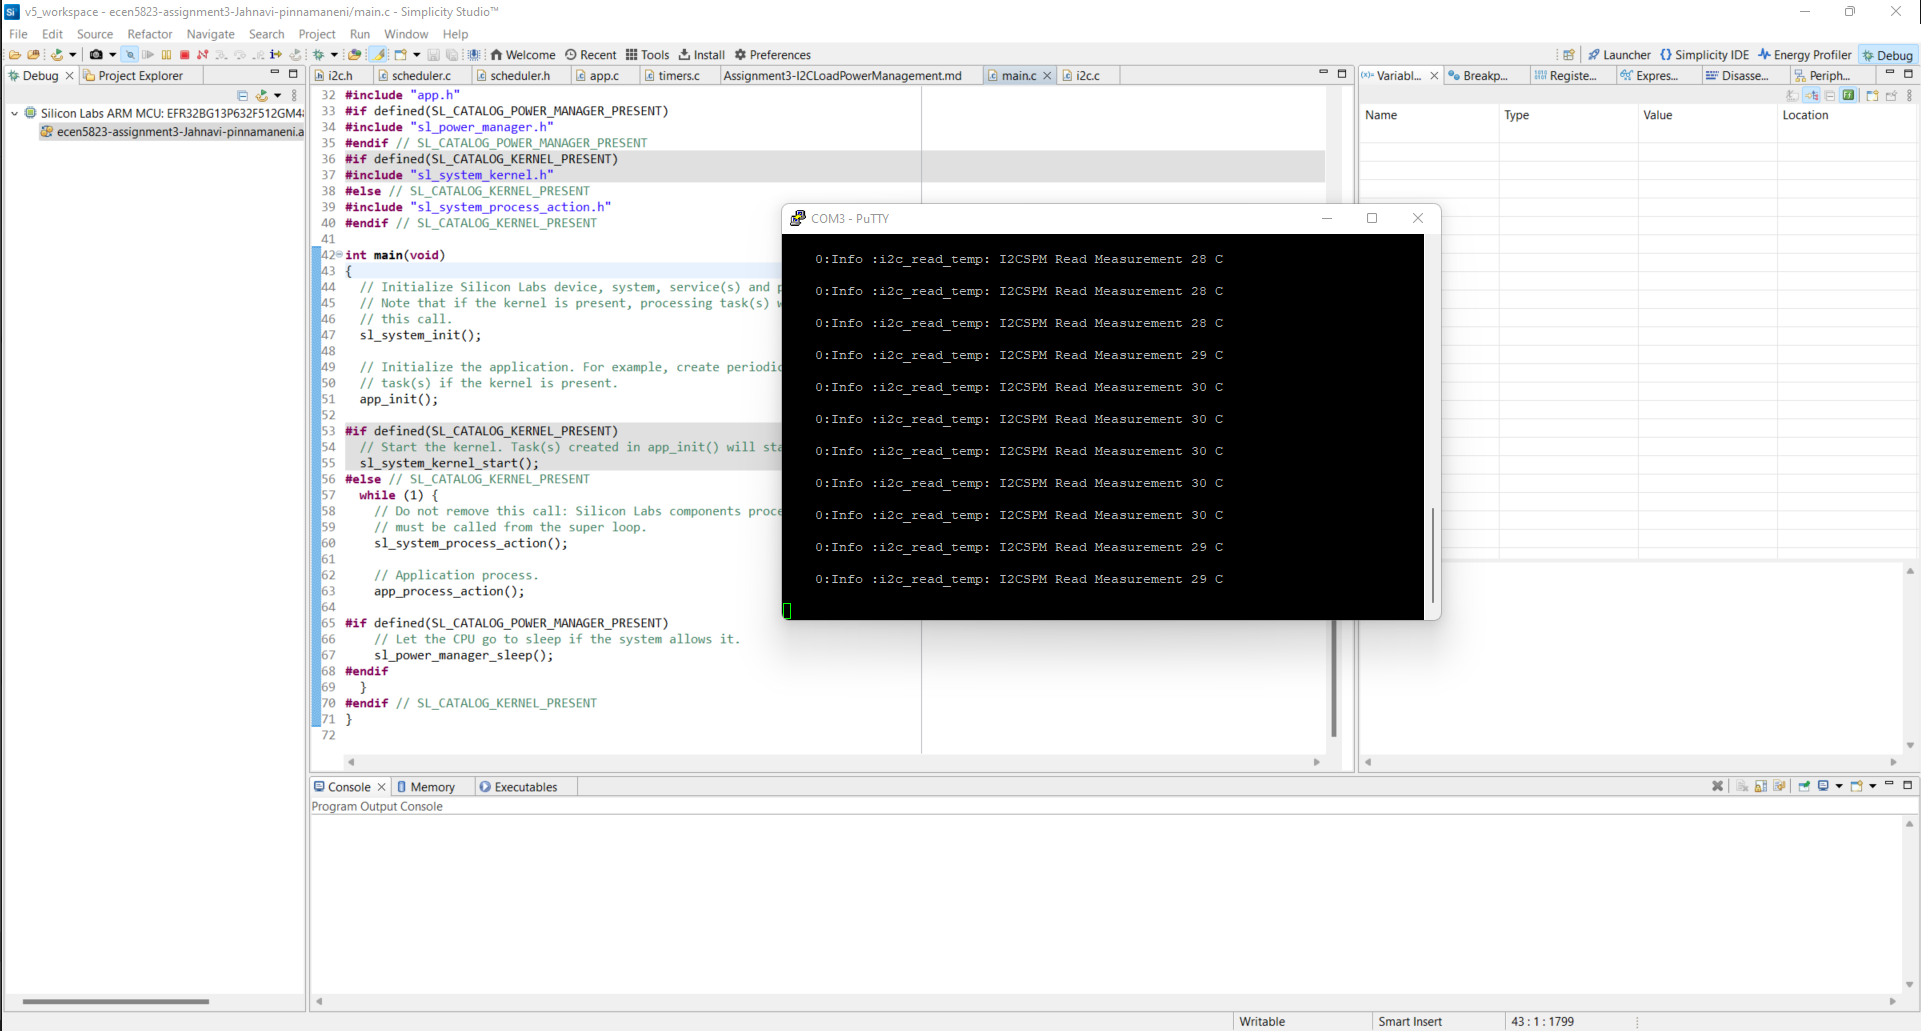 v5_workspace - ecen5823-assignment3-Jahnavi-pinnamaneni/main.c - Simplicity Studio™
File Edit Source Refactor Navigate Search Project Run Window Help
Welcome Recent Tools Install Preferences
Launcher Simplicity IDE Energy Profiler Debug
Debug Project Explorer
Silicon Labs ARM MCU: EFR32BG13P632F512GM48
ecen5823-assignment3-Jahnavi-pinnamaneni.a
i2c.h scheduler.c scheduler.h app.c timers.c Assignment3-I2CLoadPowerManagement.md main.c i2c.c
32 #include "app.h"
33 #if defined(SL_CATALOG_POWER_MANAGER_PRESENT)
34 #include "sl_power_manager.h"
35 #endif // SL_CATALOG_POWER_MANAGER_PRESENT
36 #if defined(SL_CATALOG_KERNEL_PRESENT)
37 #include "sl_system_kernel.h"
38 #else // SL_CATALOG_KERNEL_PRESENT
39 #include "sl_system_process_action.h"
40 #endif // SL_CATALOG_KERNEL_PRESENT
41
42 int main(void)
43 {
44 // Initialize Silicon Labs device, system, service(s) and p
45 // Note that if the kernel is present, processing task(s) w
46 // this call.
47 sl_system_init();
48
49 // Initialize the application. For example, create periodic
50 // task(s) if the kernel is present.
51 app_init();
52
53 #if defined(SL_CATALOG_KERNEL_PRESENT)
54 // Start the kernel. Task(s) created in app_init() will sta
55 sl_system_kernel_start();
56 #else // SL_CATALOG_KERNEL_PRESENT
57 while (1) {
58 // Do not remove this call: Silicon Labs components proce
59 // must be called from the super loop.
60 sl_system_process_action();
61
62 // Application process.
63 app_process_action();
64
65 #if defined(SL_CATALOG_POWER_MANAGER_PRESENT)
66 // Let the CPU go to sleep if the system allows it.
67 sl_power_manager_sleep();
68 #endif
69 }
70 #endif // SL_CATALOG_KERNEL_PRESENT
71 }
72
COM3 - PuTTY
0:Info :i2c_read_temp: I2CSPM Read Measurement 28 C
0:Info :i2c_read_temp: I2CSPM Read Measurement 28 C
0:Info :i2c_read_temp: I2CSPM Read Measurement 28 C
0:Info :i2c_read_temp: I2CSPM Read Measurement 29 C
0:Info :i2c_read_temp: I2CSPM Read Measurement 30 C
0:Info :i2c_read_temp: I2CSPM Read Measurement 30 C
0:Info :i2c_read_temp: I2CSPM Read Measurement 30 C
0:Info :i2c_read_temp: I2CSPM Read Measurement 30 C
0:Info :i2c_read_temp: I2CSPM Read Measurement 30 C
0:Info :i2c_read_temp: I2CSPM Read Measurement 29 C
0:Info :i2c_read_temp: I2CSPM Read Measurement 29 C
Variabl... Breakp... Registe... Expres... Disasse... Periph...
Name Type Value Location
Console Memory Executables
Program Output Console
Writable Smart Insert 43 : 1 : 1799